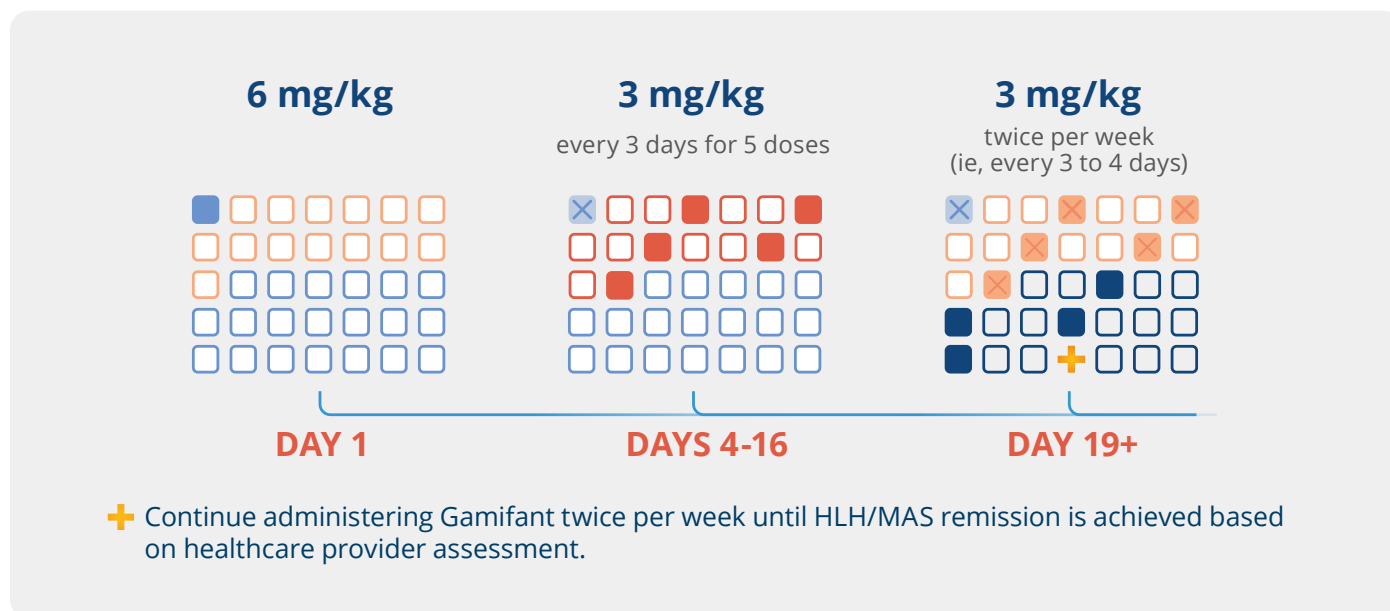 6 mg/kg
3 mg/kg
every 3 days for 5 doses
3 mg/kg
twice per week
(ie, every 3 to 4 days)
DAY 1
DAYS 4-16
DAY 19+
Continue administering Gamifant twice per week until HLH/MAS remission is achieved based
on healthcare provider assessment.